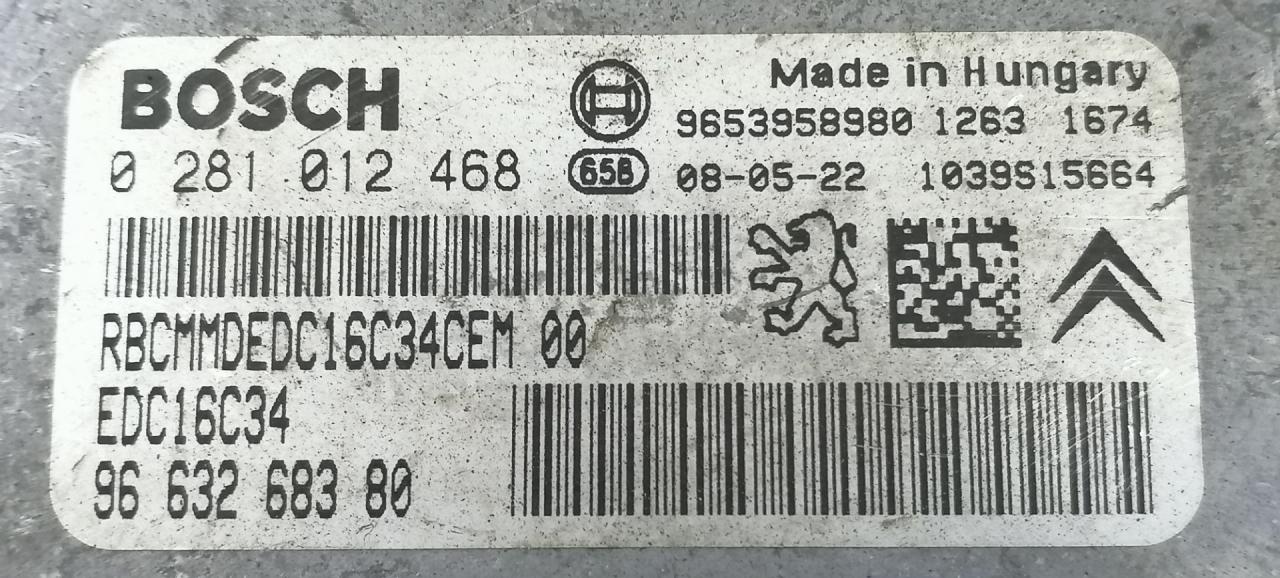 BOSCH
Made in Hungary
9653958980 1263 1674
0 281 012 468
65B
08-05-22 1039S15664
RBCMMDEDC16C34CEM 00
EDC16C34
96 632 683 80